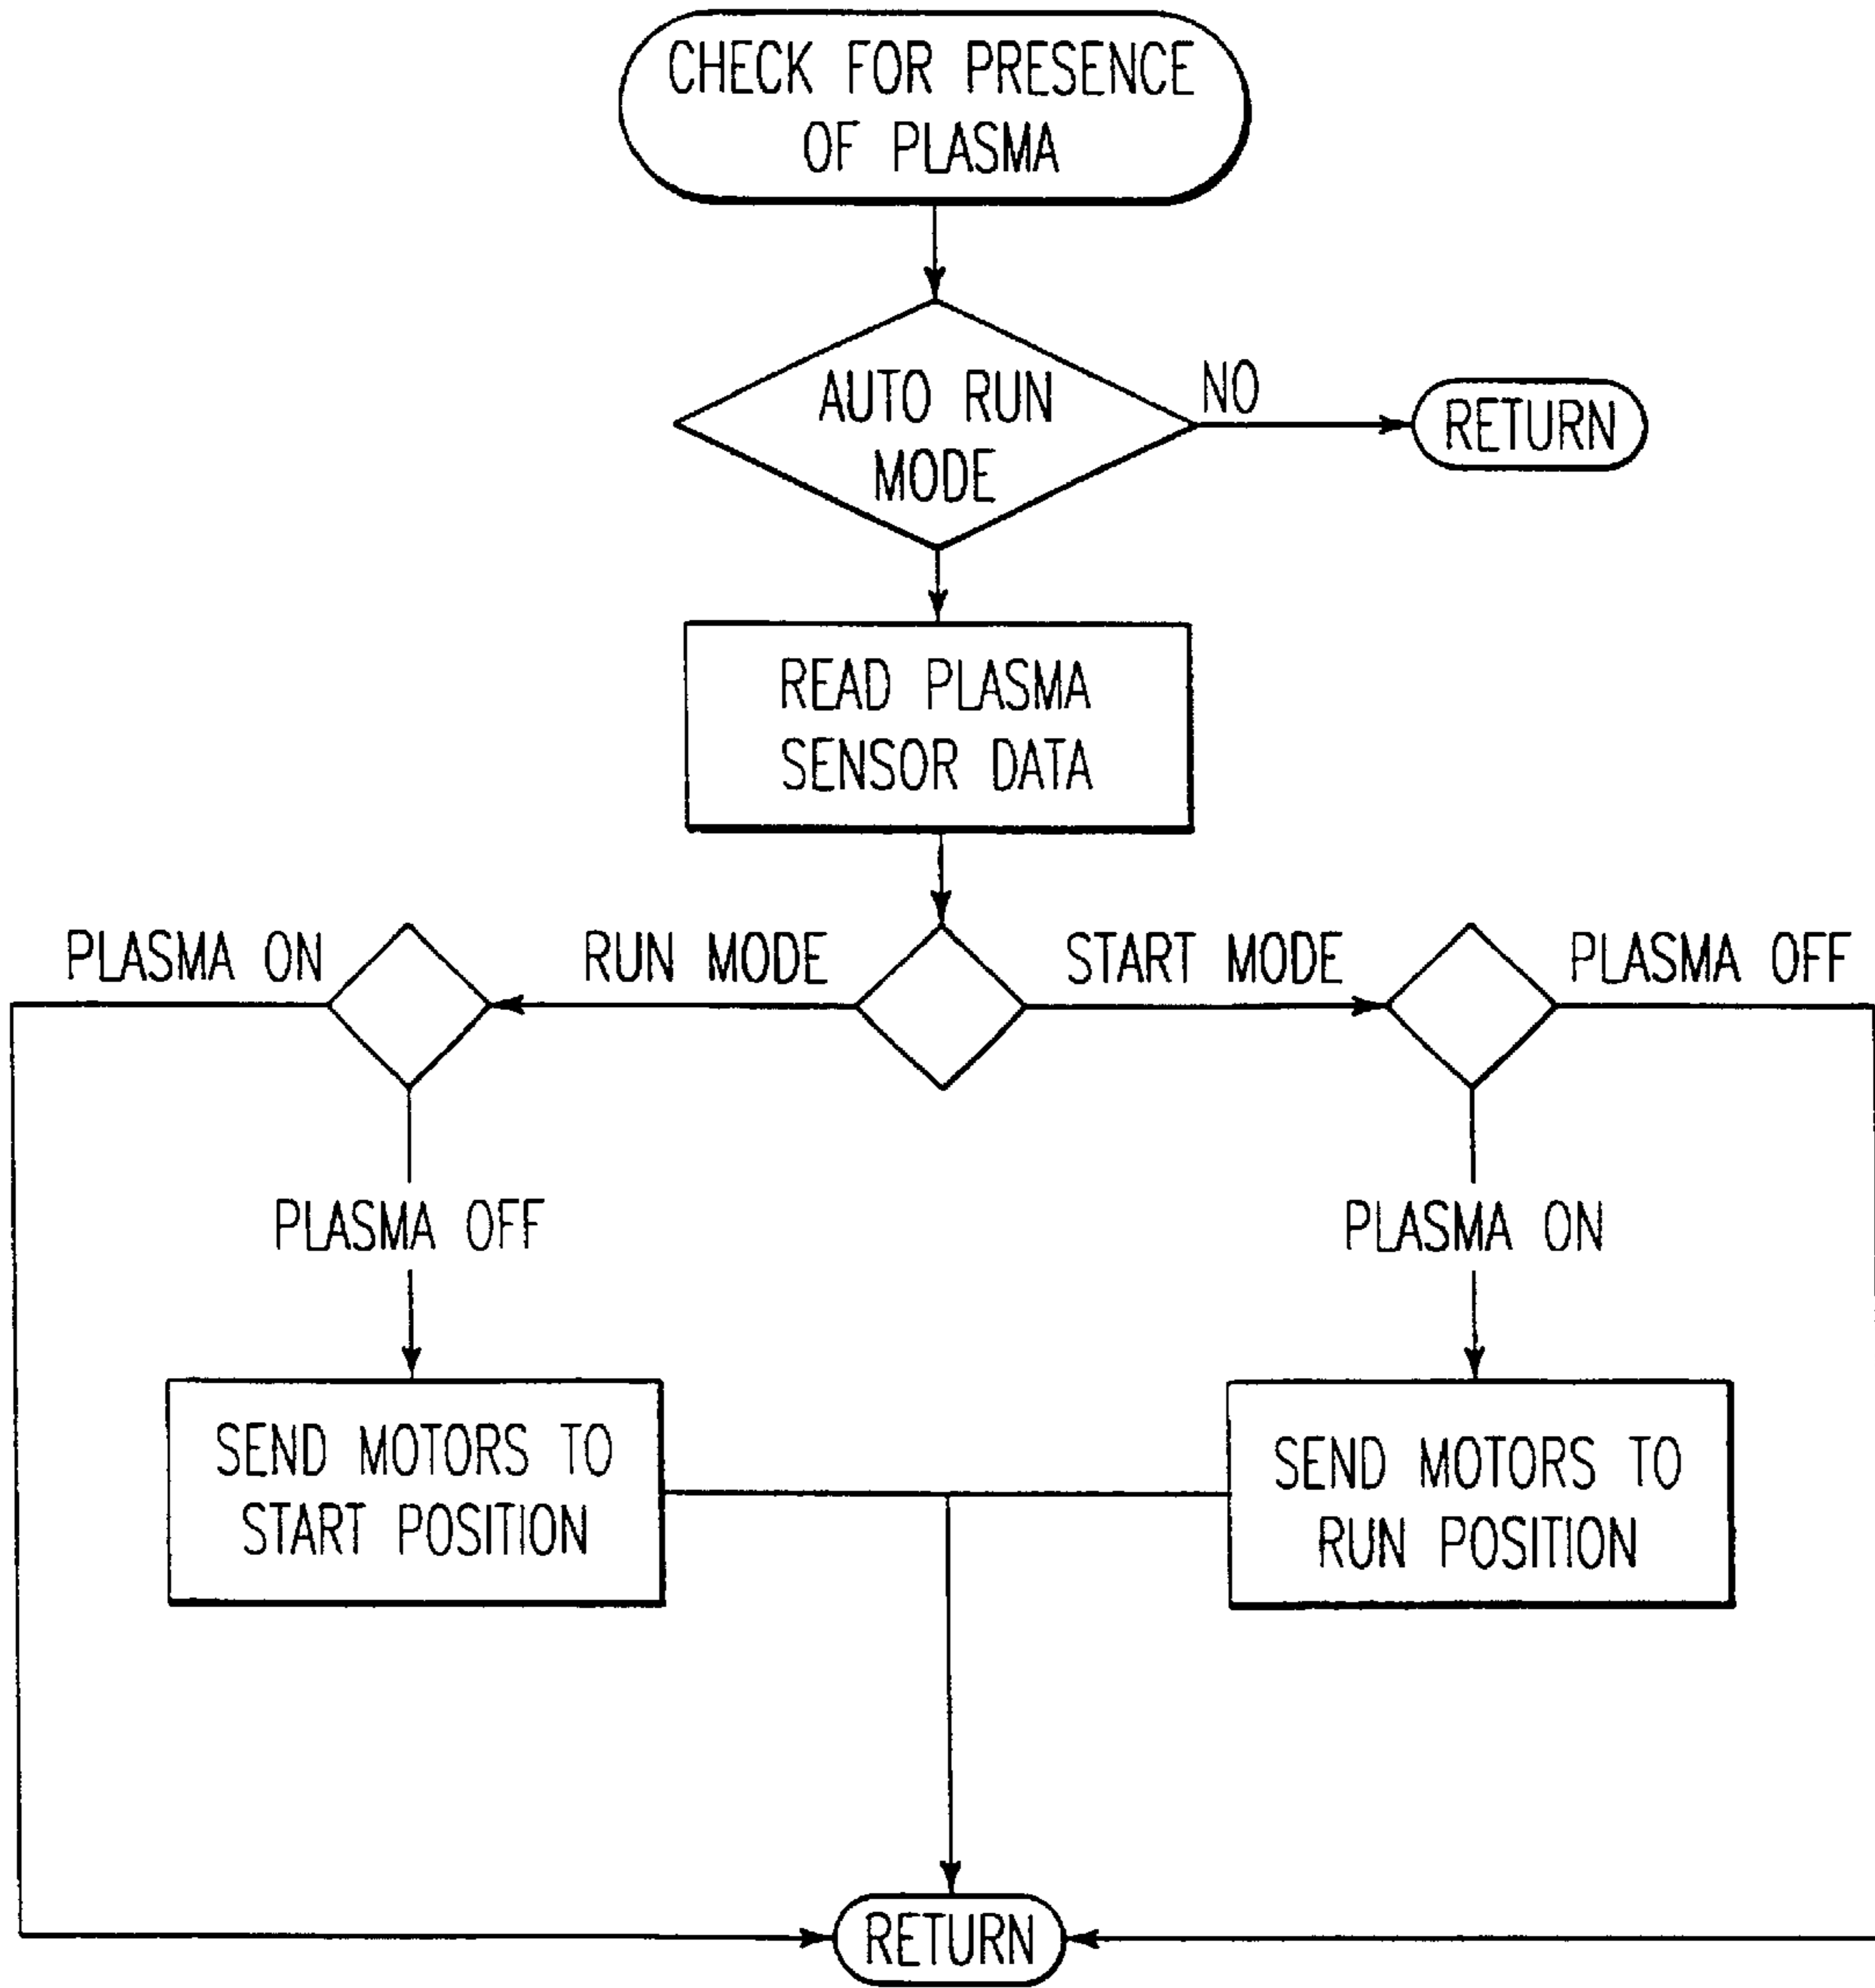 CHECK FOR PRESENCE
OF PLASMA
AUTO RUN
MODE
NO
RETURN
READ PLASMA
SENSOR DATA
PLASMA ON
RUN MODE
START MODE
PLASMA OFF
PLASMA OFF
PLASMA ON
SEND MOTORS TO
START POSITION
SEND MOTORS TO
RUN POSITION
RETURN